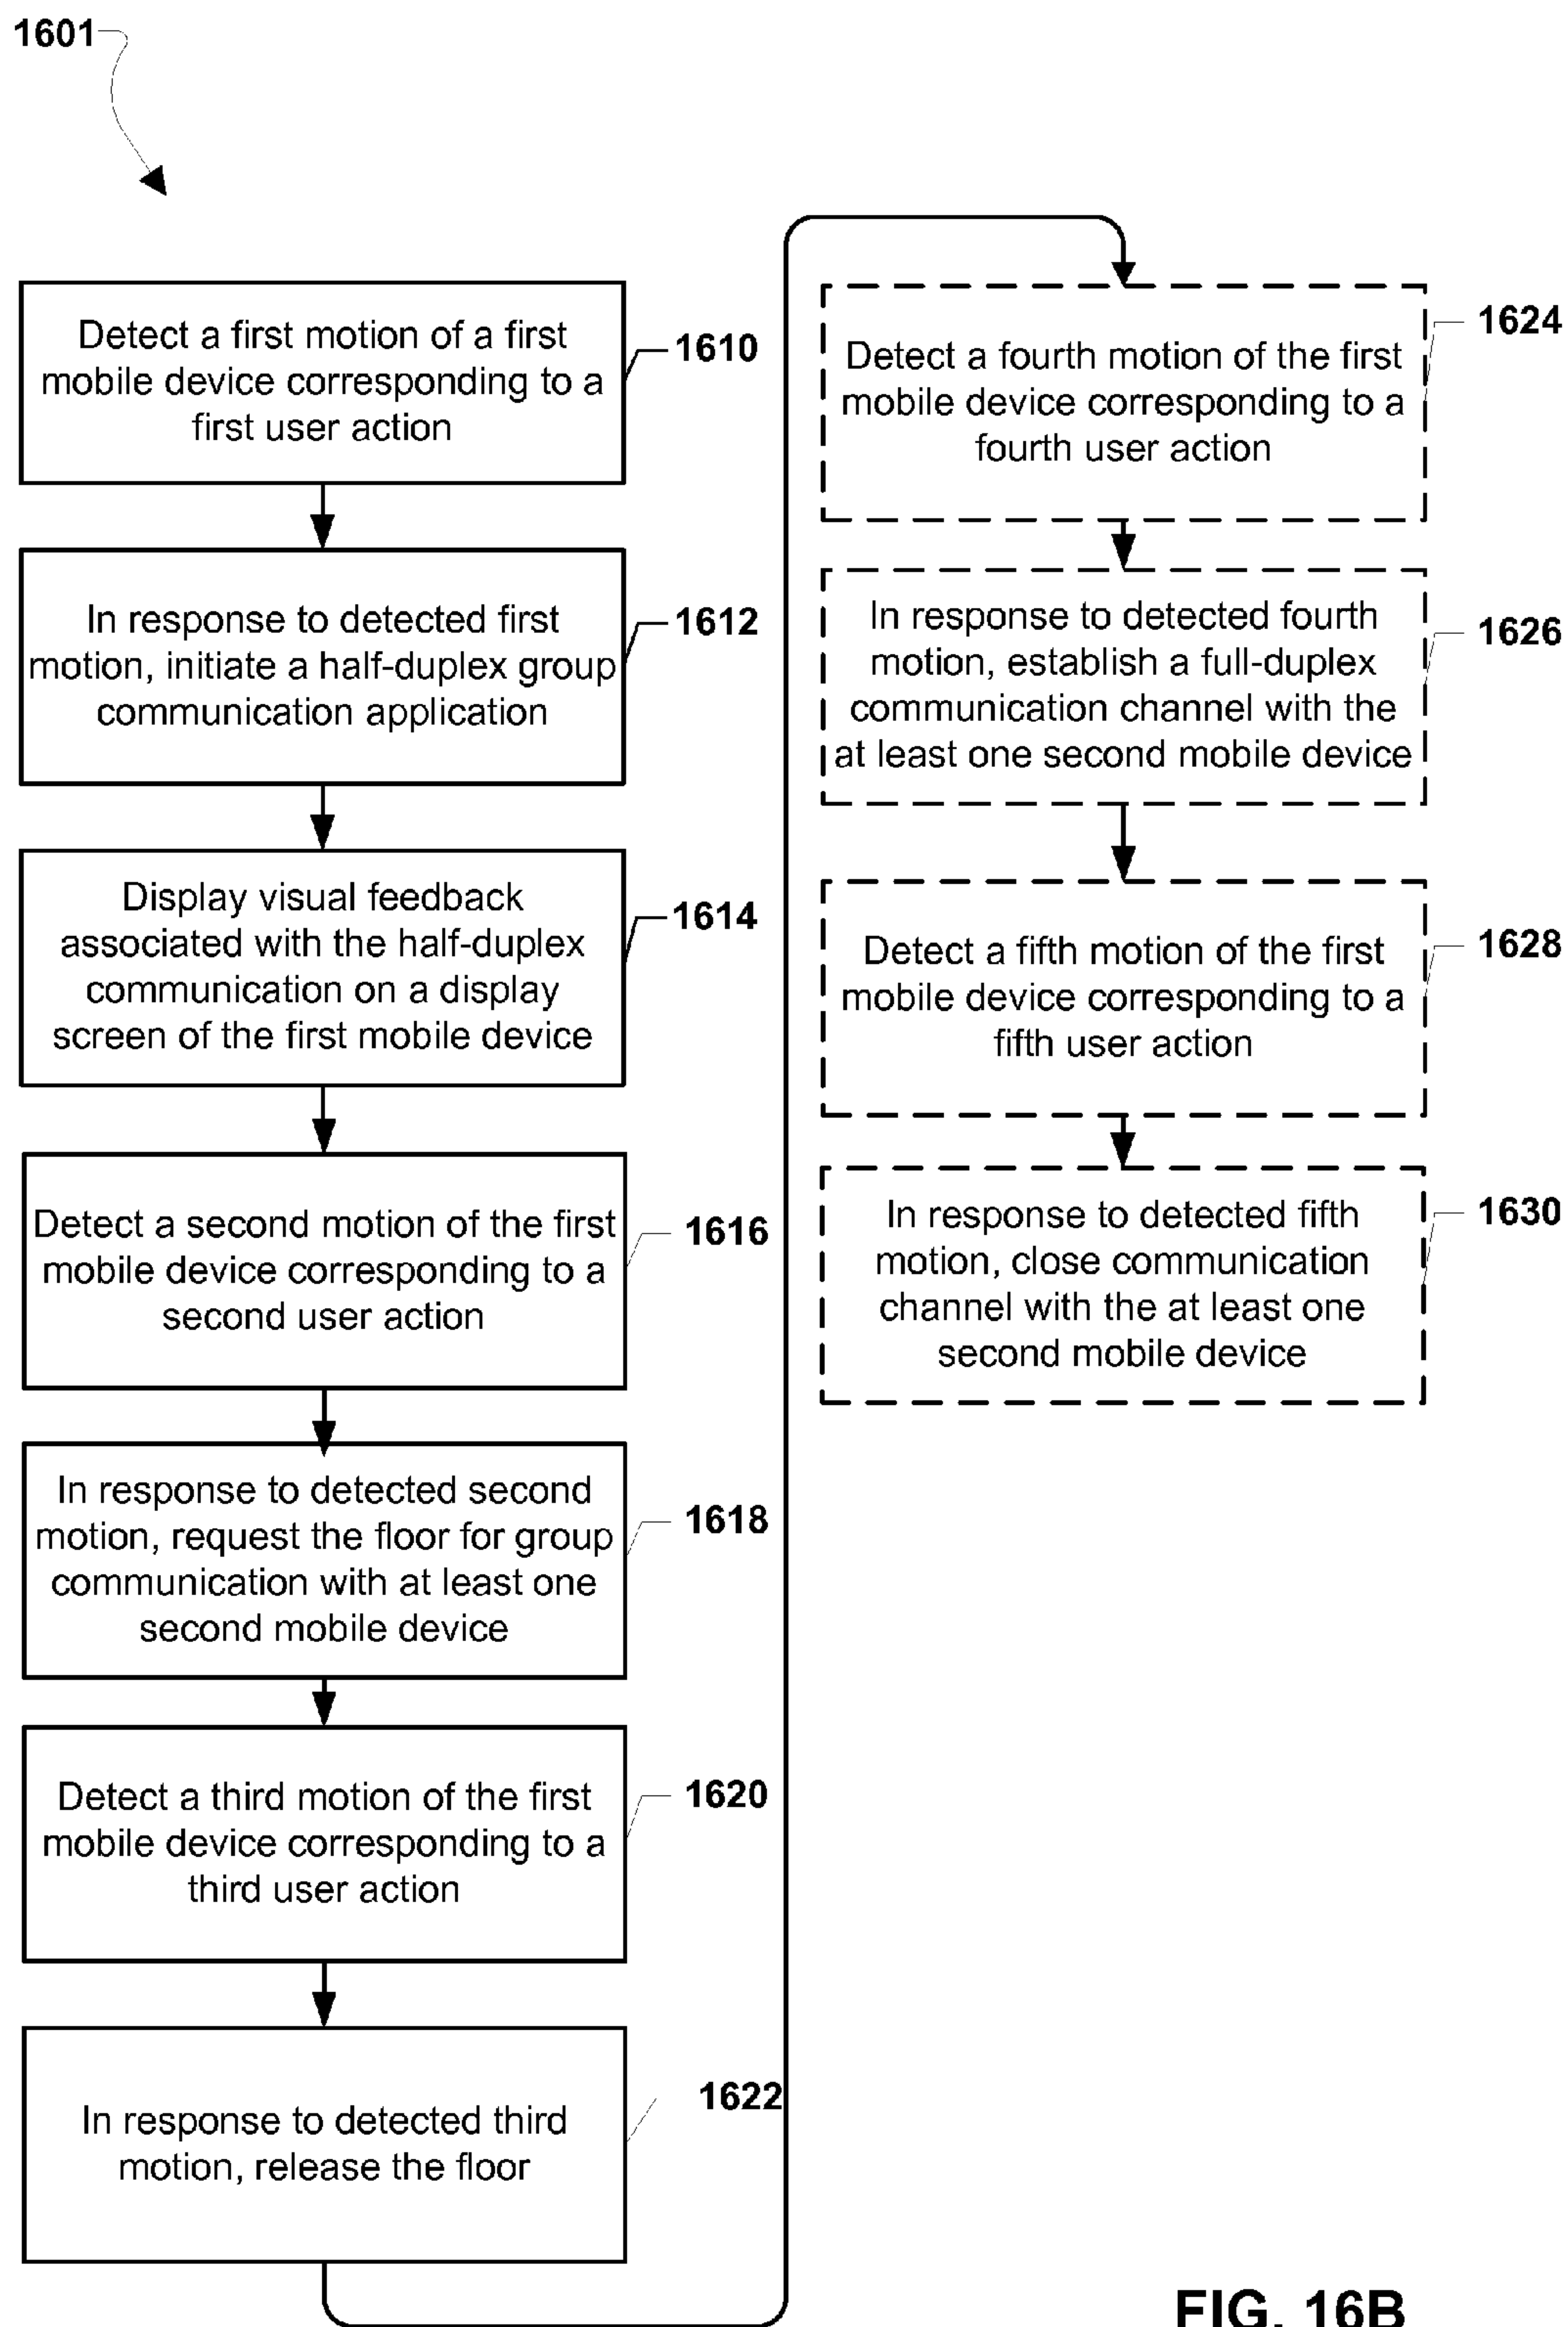 1601
Detect a first motion of a first
mobile device corresponding to a
first user action
1610
In response to detected first
motion, initiate a half-duplex group
communication application
1612
Display visual feedback
associated with the half-duplex
communication on a display
screen of the first mobile device
1614
Detect a second motion of the first
mobile device corresponding to a
second user action
1616
In response to detected second
motion, request the floor for group
communication with at least one
second mobile device
1618
Detect a third motion of the first
mobile device corresponding to a
third user action
1620
In response to detected third
motion, release the floor
1622
Detect a fourth motion of the first
mobile device corresponding to a
fourth user action
1624
In response to detected fourth
motion, establish a full-duplex
communication channel with the
at least one second mobile device
1626
Detect a fifth motion of the first
mobile device corresponding to a
fifth user action
1628
In response to detected fifth
motion, close communication
channel with the at least one
second mobile device
1630
FIG. 16B